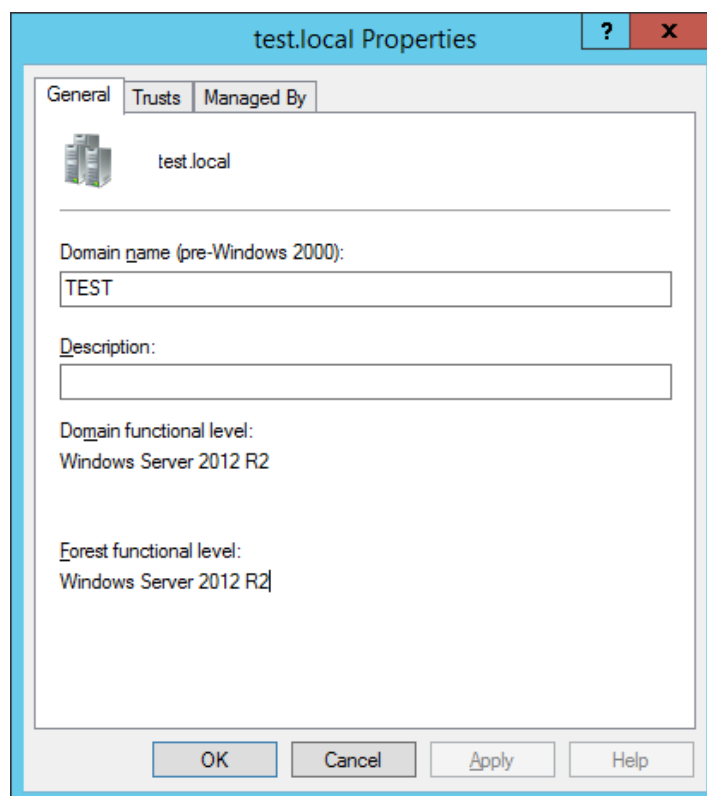 test.local Properties
?
x
General
Trusts
Managed By
test.local
Domain name (pre-Windows 2000):
TEST
Description:
Domain functional level:
Windows Server 2012 R2
Forest functional level:
Windows Server 2012 R2
OK
Cancel
Apply
Help